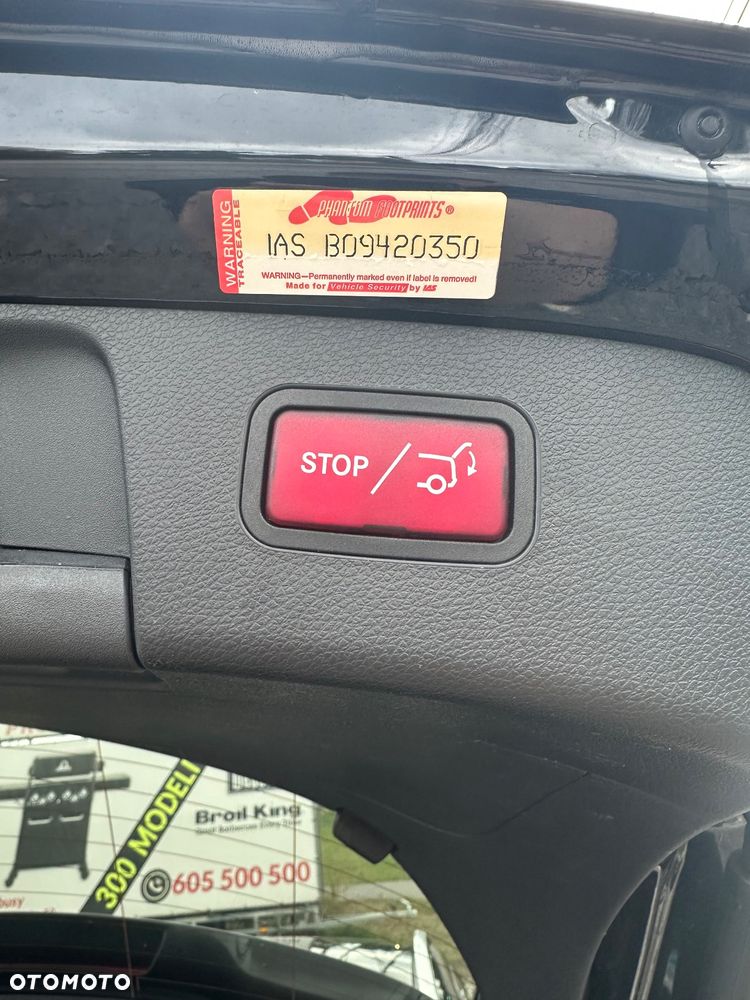 WARNING
TRACEABLE
PHANTOM FOOTPRINTS®
IAS B09420350
WARNING—Permanently marked even if label is removed!
Made for Vehicle Security by IAS
STOP
300 MODELI
Broil King
605 500 500
OTOMOTO